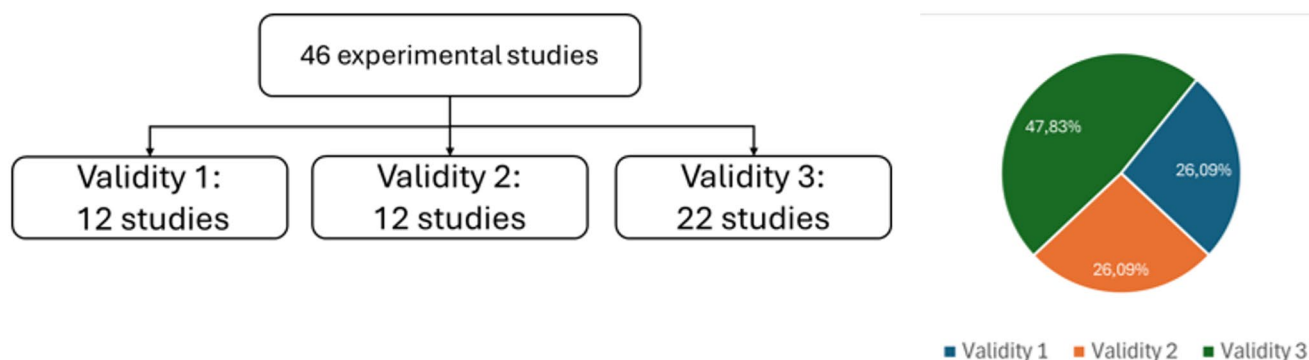 46 experimental studies
Validity 1:
12 studies
Validity 2:
12 studies
Validity 3:
22 studies
47,83%
26,09%
26,09%
Validity 1
Validity 2
Validity 3